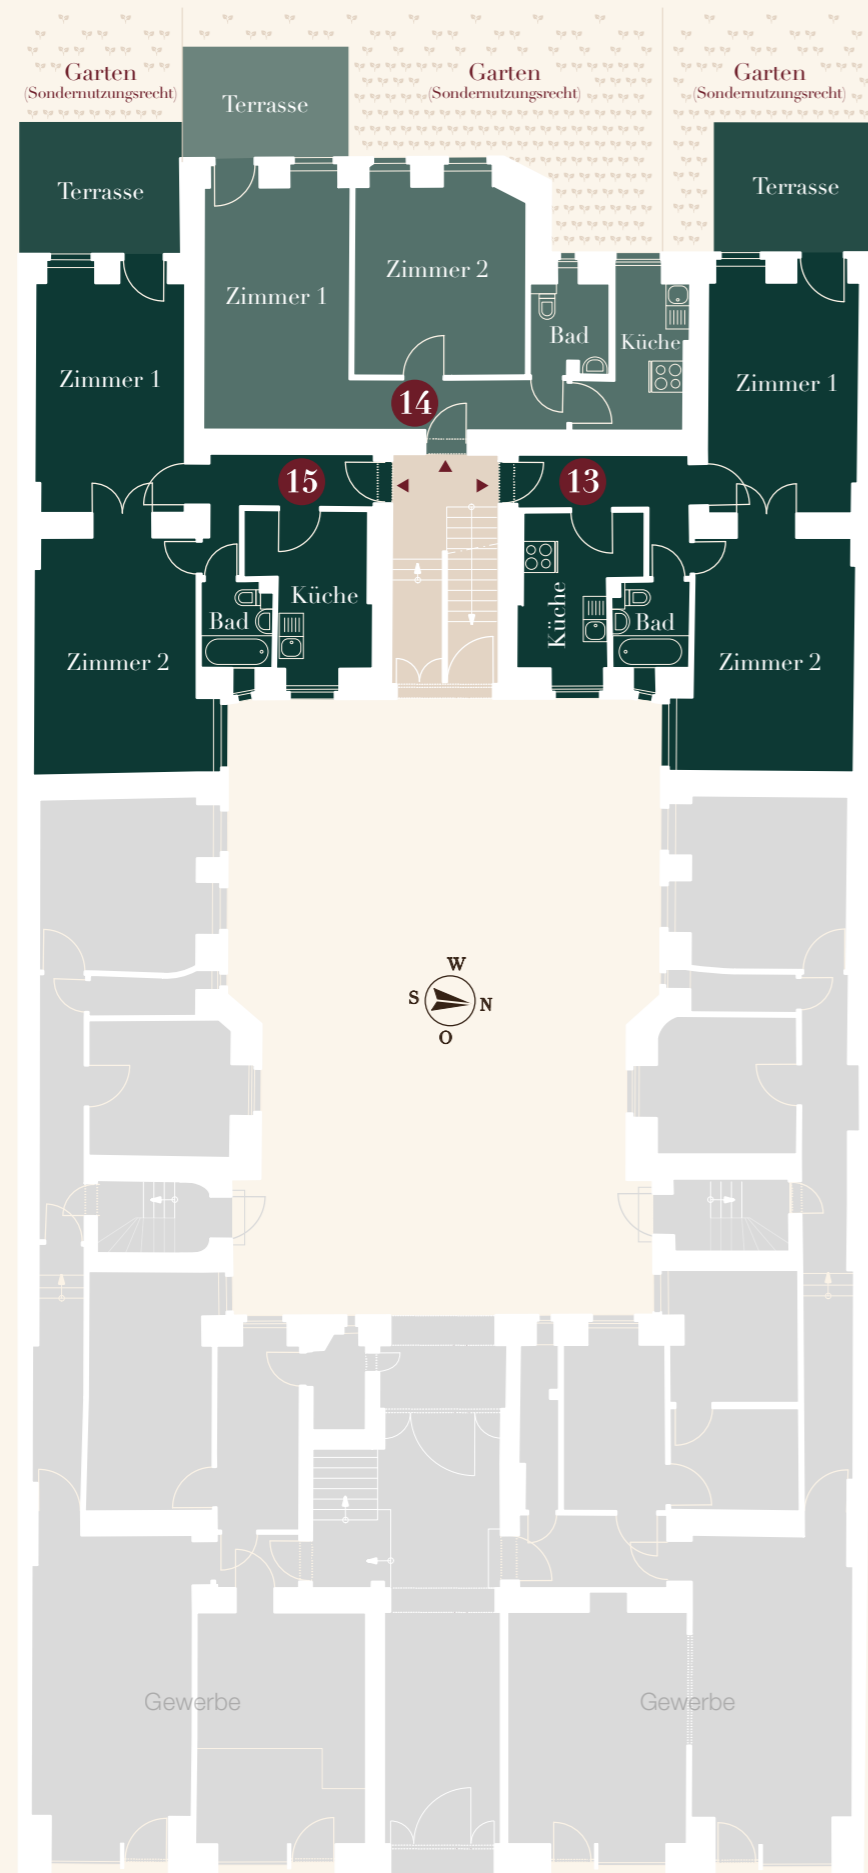 Garten
(Sondernutzungsrecht)
Garten
(Sondernutzungsrecht)
Garten
(Sondernutzungsrecht)
Terrasse
Terrasse
Terrasse
Zimmer 1
Zimmer 2
Bad
Küche
Zimmer 1
Zimmer 1
14
15
13
Küche
Bad
Küche
Bad
Zimmer 2
Zimmer 2
W
S
N
O
Gewerbe
Gewerbe